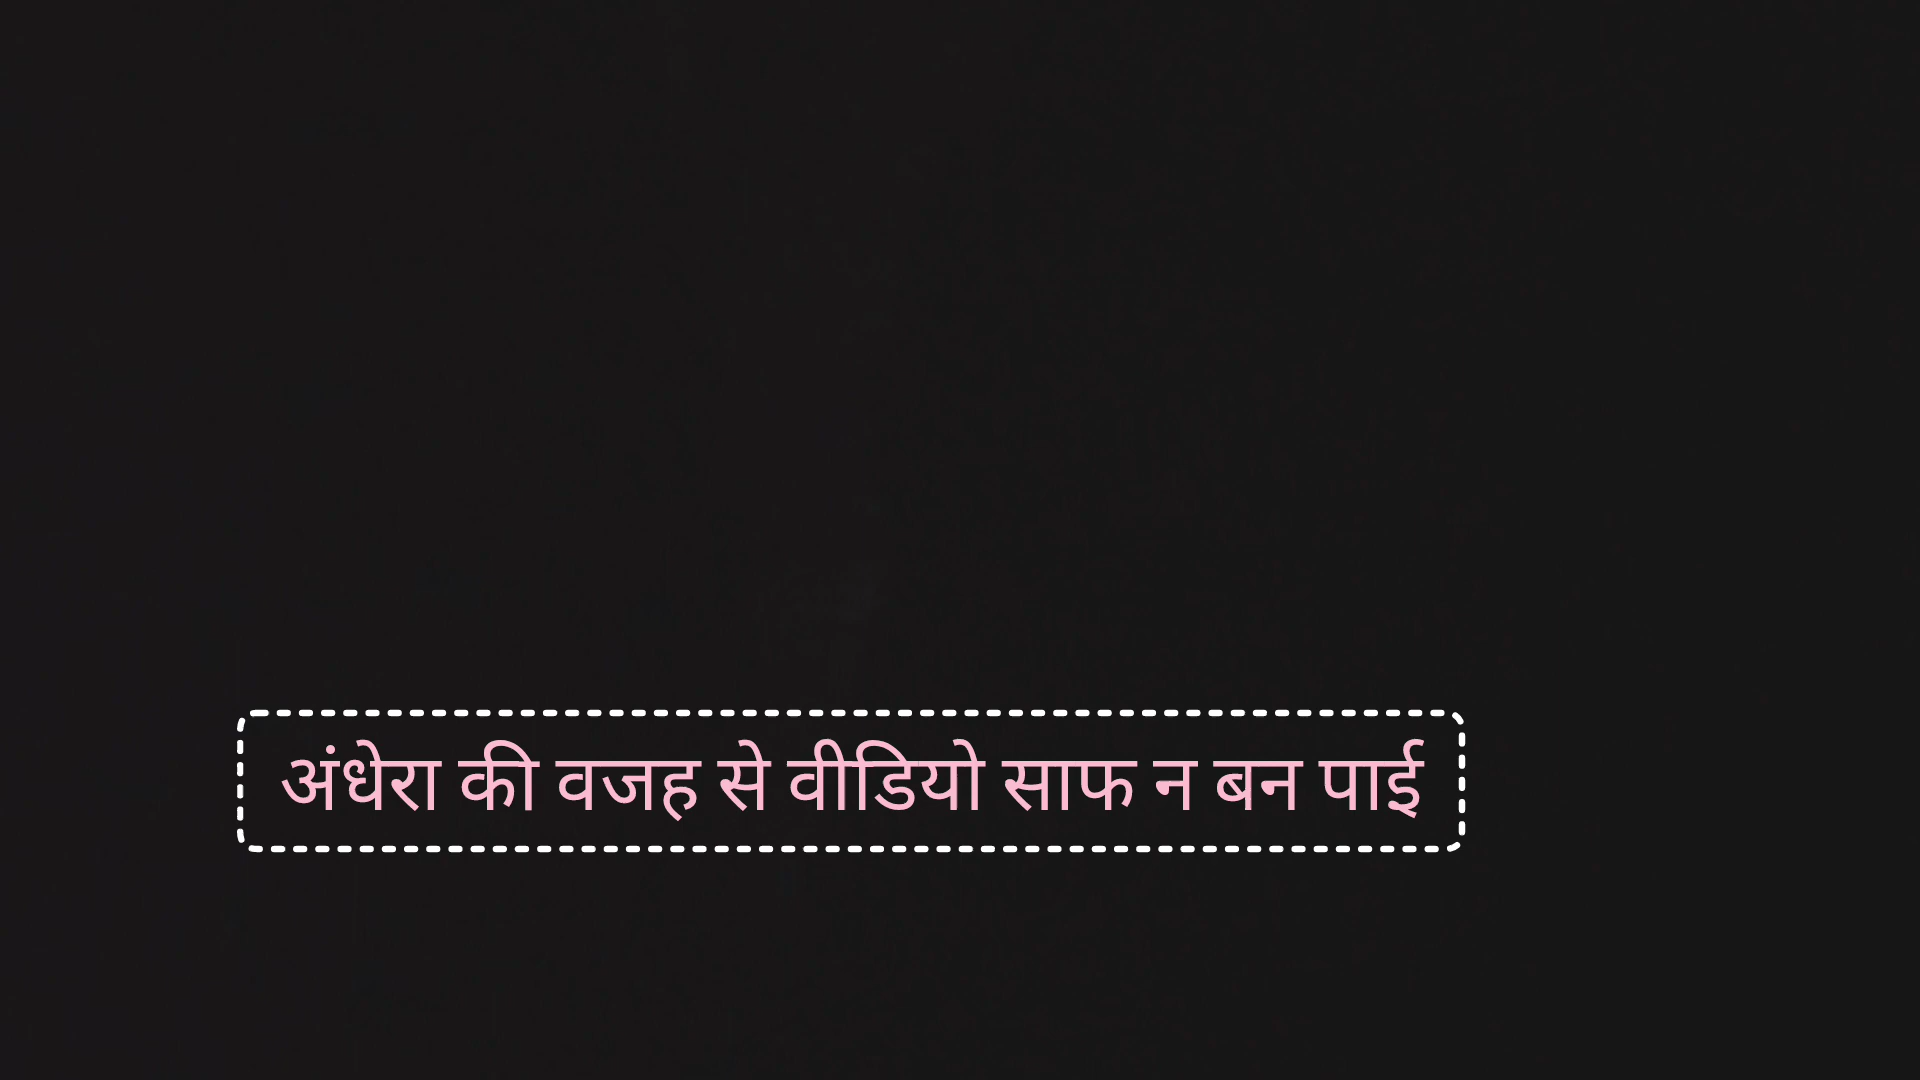 अंधेरा की वजह से वीडियो साफ न बन पाई